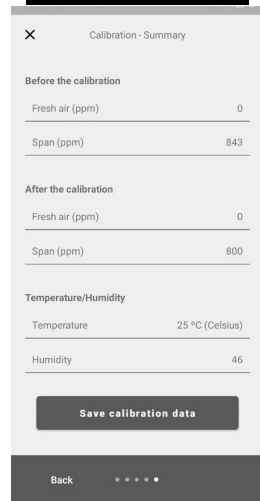 Calibration - Summary
Before the calibration
Fresh air (ppm) 0
Span (ppm) 843
After the calibration
Fresh air (ppm) 0
Span (ppm) 800
Temperature/Humidity
Temperature 25 ºC (Celsius)
Humidity 46
Save calibration data
Back